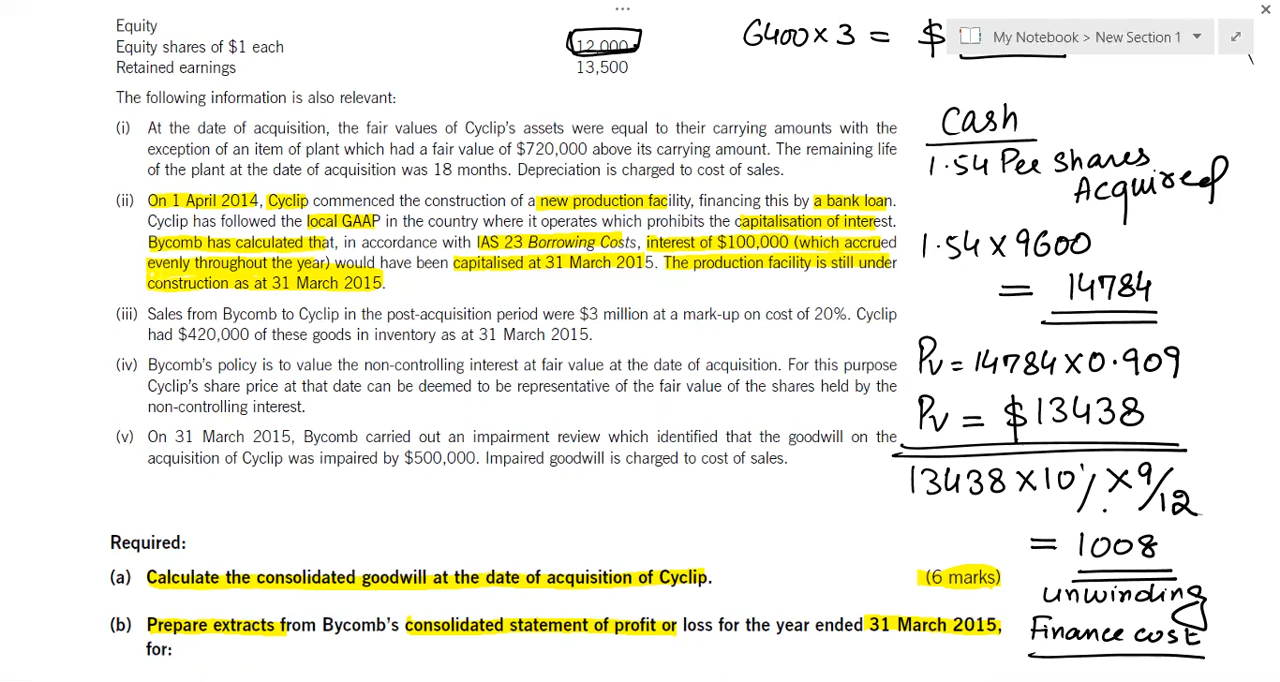 Equity
Equity shares of $1 each 12,000
Retained earnings 13,500
The following information is also relevant:
(i) At the date of acquisition, the fair values of Cyclip's assets were equal to their carrying amounts with the
exception of an item of plant which had a fair value of $720,000 above its carrying amount. The remaining life
of the plant at the date of acquisition was 18 months. Depreciation is charged to cost of sales.
(ii) On 1 April 2014, Cyclip commenced the construction of a new production facility, financing this by a bank loan.
Cyclip has followed the local GAAP in the country where it operates which prohibits the capitalisation of interest.
Bycomb has calculated that, in accordance with IAS 23 Borrowing Costs, interest of $100,000 (which accrued
evenly throughout the year) would have been capitalised at 31 March 2015. The production facility is still under
construction as at 31 March 2015.
(iii) Sales from Bycomb to Cyclip in the post-acquisition period were $3 million at a mark-up on cost of 20%. Cyclip
had $420,000 of these goods in inventory as at 31 March 2015.
(iv) Bycomb's policy is to value the non-controlling interest at fair value at the date of acquisition. For this purpose
Cyclip's share price at that date can be deemed to be representative of the fair value of the shares held by the
non-controlling interest.
(v) On 31 March 2015, Bycomb carried out an impairment review which identified that the goodwill on the
acquisition of Cyclip was impaired by $500,000. Impaired goodwill is charged to cost of sales.
Required:
(a) Calculate the consolidated goodwill at the date of acquisition of Cyclip. (6 marks)
(b) Prepare extracts from Bycomb's consolidated statement of profit or loss for the year ended 31 March 2015,
for:
6400 x 3 = $
My Notebook > New Section 1
Cash
1.54 Per shares
Acquired
1.54 x 9600
= 14784
PV = 14784 x 0.909
PV = $13438
13438 x 10% x 9/12
= 1008
unwinding
Finance cost